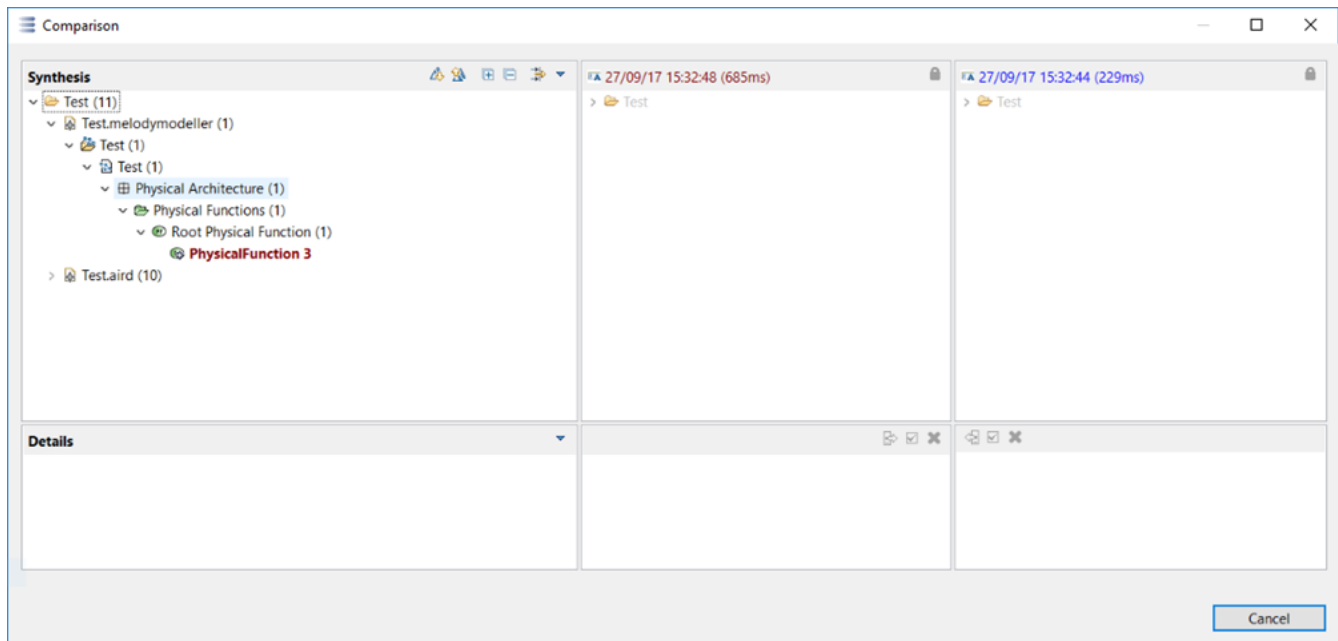 Comparison
Synthesis
Test (11)
Test.melodymodeller (1)
Test (1)
Test (1)
Physical Architecture (1)
Physical Functions (1)
Root Physical Function (1)
PhysicalFunction 3
Test.aird (10)
27/09/17 15:32:48 (685ms)
Test
27/09/17 15:32:44 (229ms)
Test
Details
Cancel